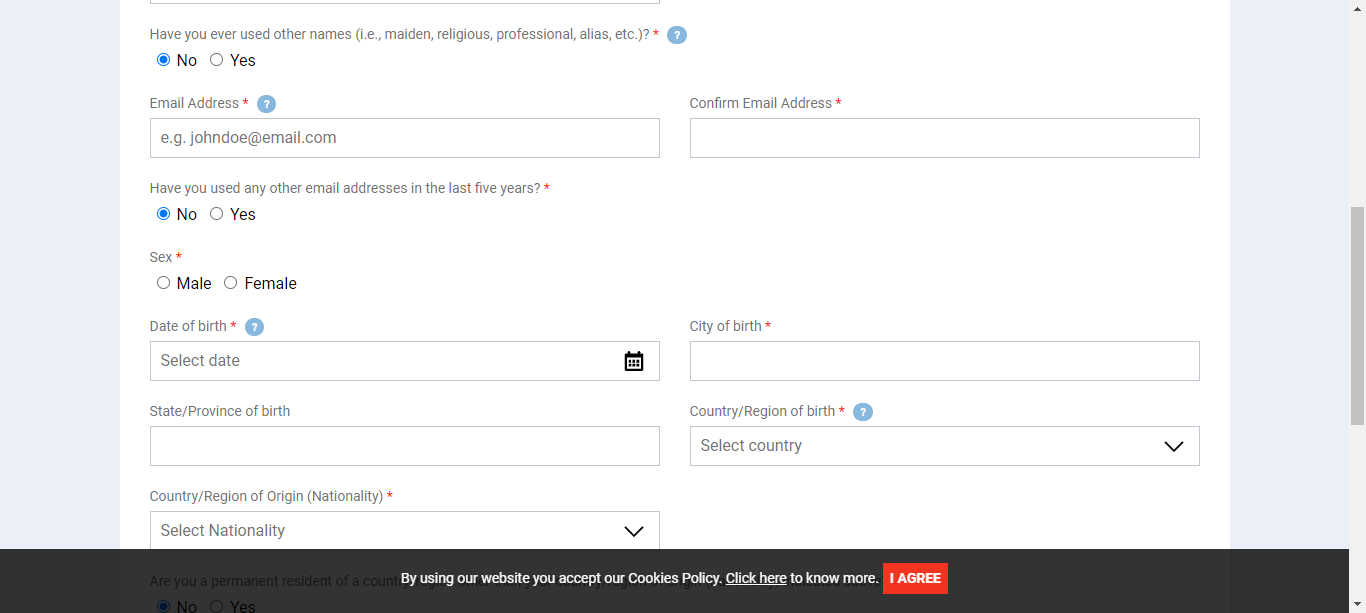 Have you ever used other names (i.e., maiden, religious, professional, alias, etc.)? * ?
No Yes
Email Address * ? Confirm Email Address *
e.g. johndoe@email.com
Have you used any other email addresses in the last five years? *
No Yes
Sex *
Male Female
Date of birth * ? City of birth *
Select date
State/Province of birth Country/Region of birth * ?
Select country
Country/Region of Origin (Nationality) *
Select Nationality
Are you a permanent resident of a
By using our website you accept our Cookies Policy. Click here to know more. I AGREE
No Yes